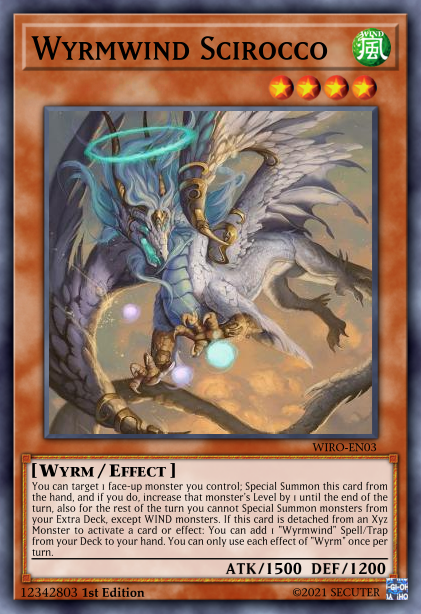 Wyrmwind Scirocco
WIND
風
WIRO-EN03
[Wyrm / Effect]
You can target 1 face-up monster you control; Special Summon this card from
the hand, and if you do, increase that monster's Level by 1 until the end of the
turn, also for the rest of the turn you cannot Special Summon monsters from
your Extra Deck, except WIND monsters. If this card is detached from an Xyz
Monster to activate a card or effect: You can add 1 "Wyrmwind" Spell/Trap
from your Deck to your hand. You can only use each effect of "Wyrm" once per
turn.
ATK/1500 DEF/1200
12342803 1st Edition
©2021 SECUTER